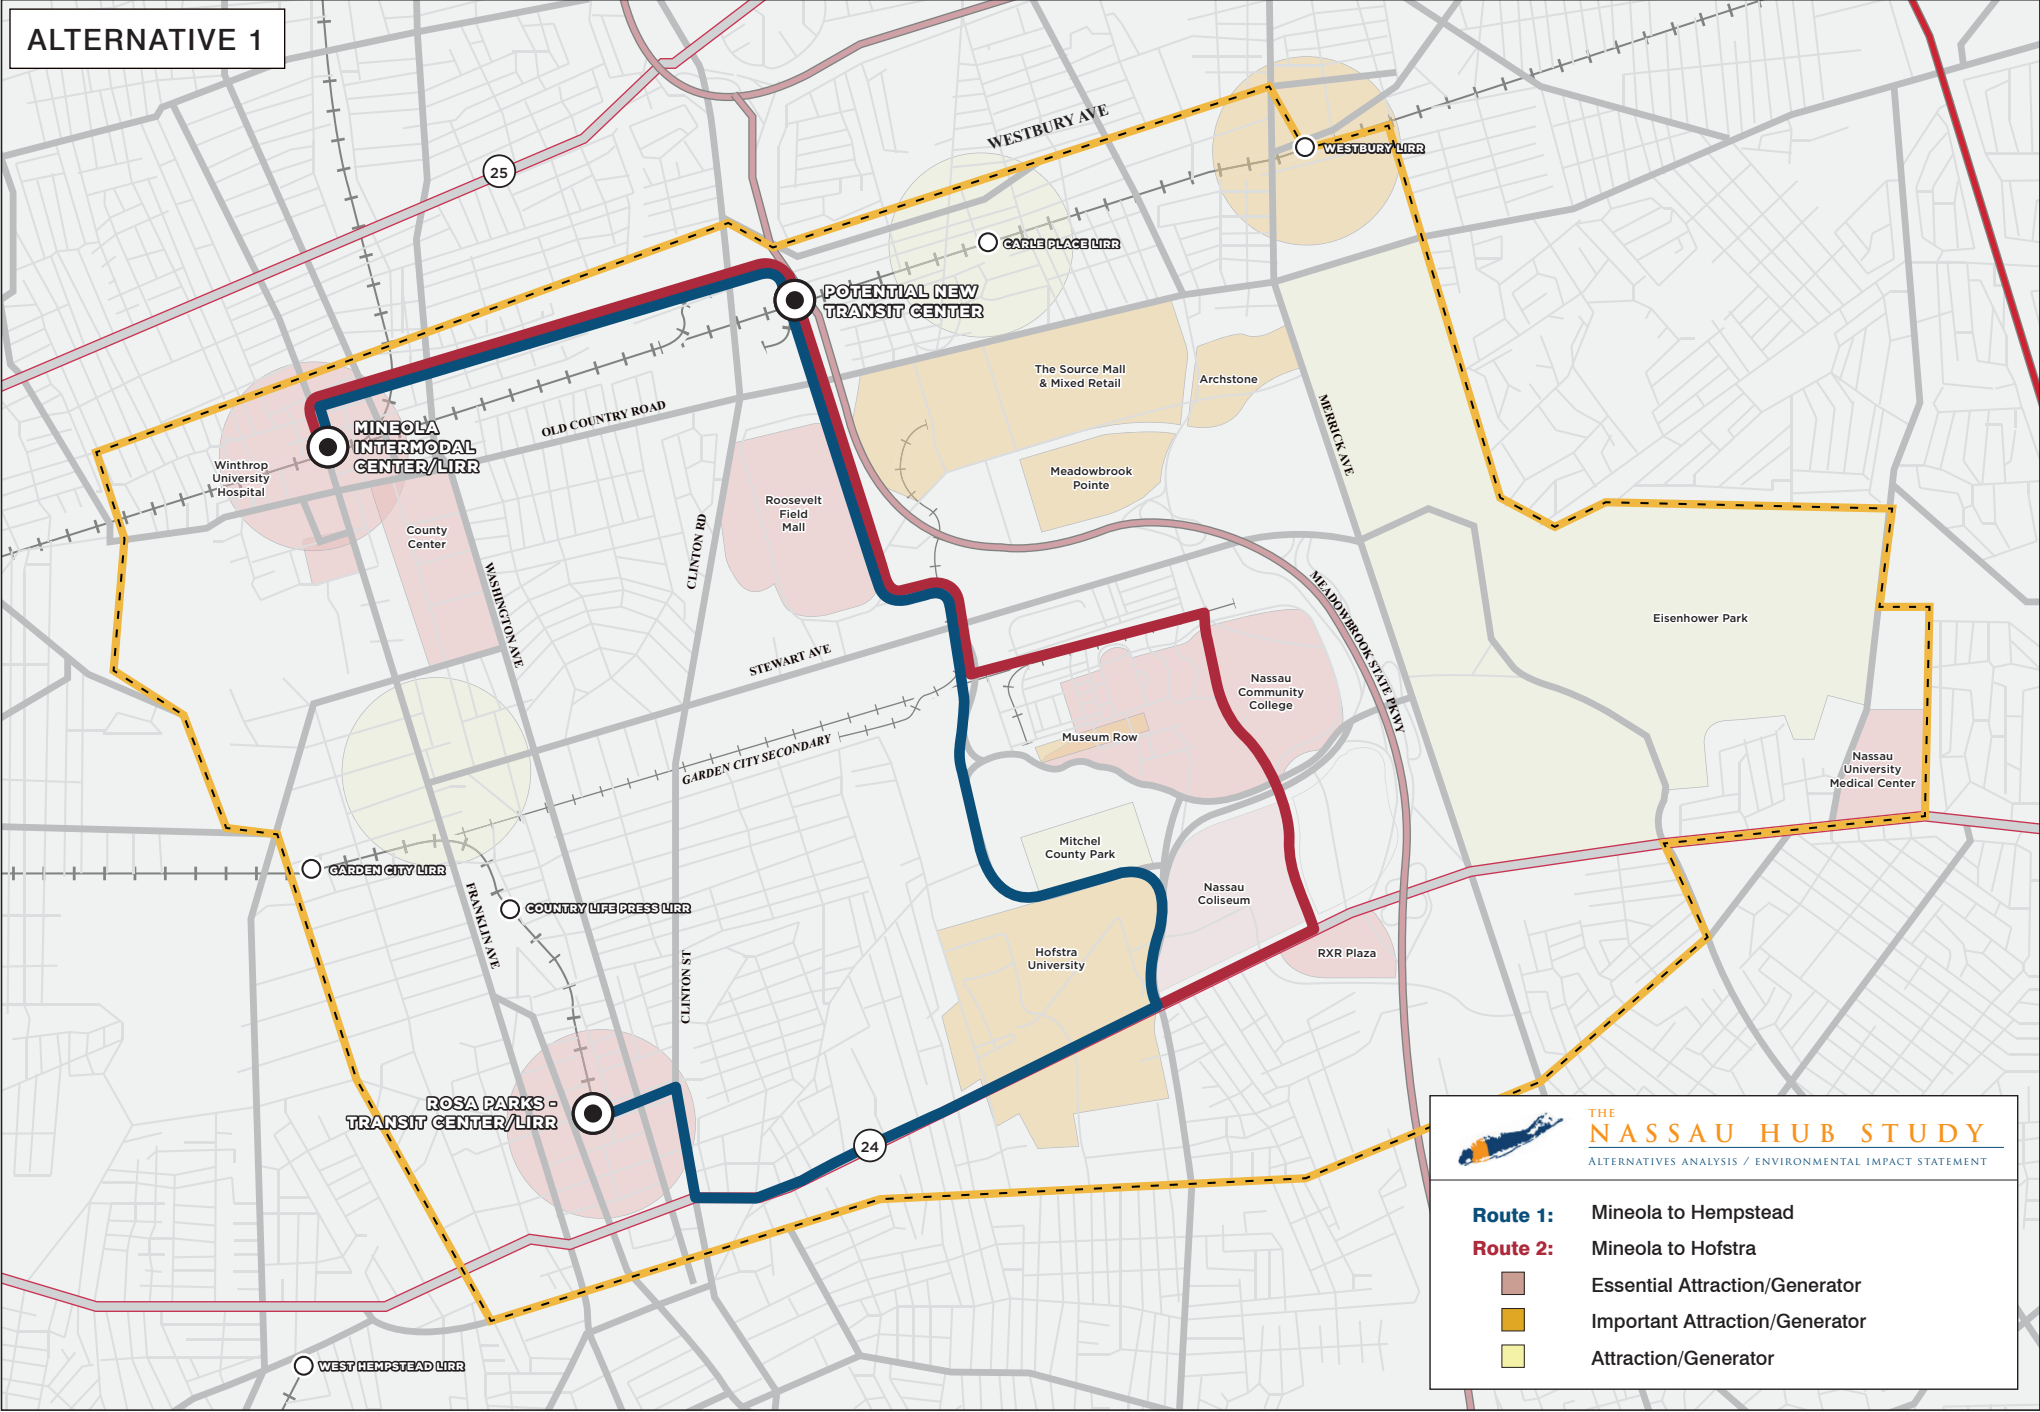 ALTERNATIVE 1
25
WESTBURY AVE
WESTBURY LIRR
CARLE PLACE LIRR
POTENTIAL NEW
TRANSIT CENTER
The Source Mall
& Mixed Retail
Archstone
MERRICK AVE
OLD COUNTRY ROAD
MINEOLA
INTERMODAL
CENTER/LIRR
Winthrop
University
Hospital
County
Center
Roosevelt
Field
Mall
Meadowbrook
Pointe
CLINTON RD
WASHINGTON AVE
MEADOWBROOK STATE PKWY
Eisenhower Park
STEWART AVE
Nassau
Community
College
Museum Row
GARDEN CITY SECONDARY
Nassau
University
Medical Center
Mitchel
County Park
GARDEN CITY LIRR
COUNTRY LIFE PRESS LIRR
FRANKLIN AVE
Nassau
Coliseum
Hofstra
University
RXR Plaza
CLINTON ST
ROSA PARKS -
TRANSIT CENTER/LIRR
24
WEST HEMPSTEAD LIRR
THE
NASSAU HUB STUDY
ALTERNATIVES ANALYSIS / ENVIRONMENTAL IMPACT STATEMENT
Route 1: Mineola to Hempstead
Route 2: Mineola to Hofstra
Essential Attraction/Generator
Important Attraction/Generator
Attraction/Generator